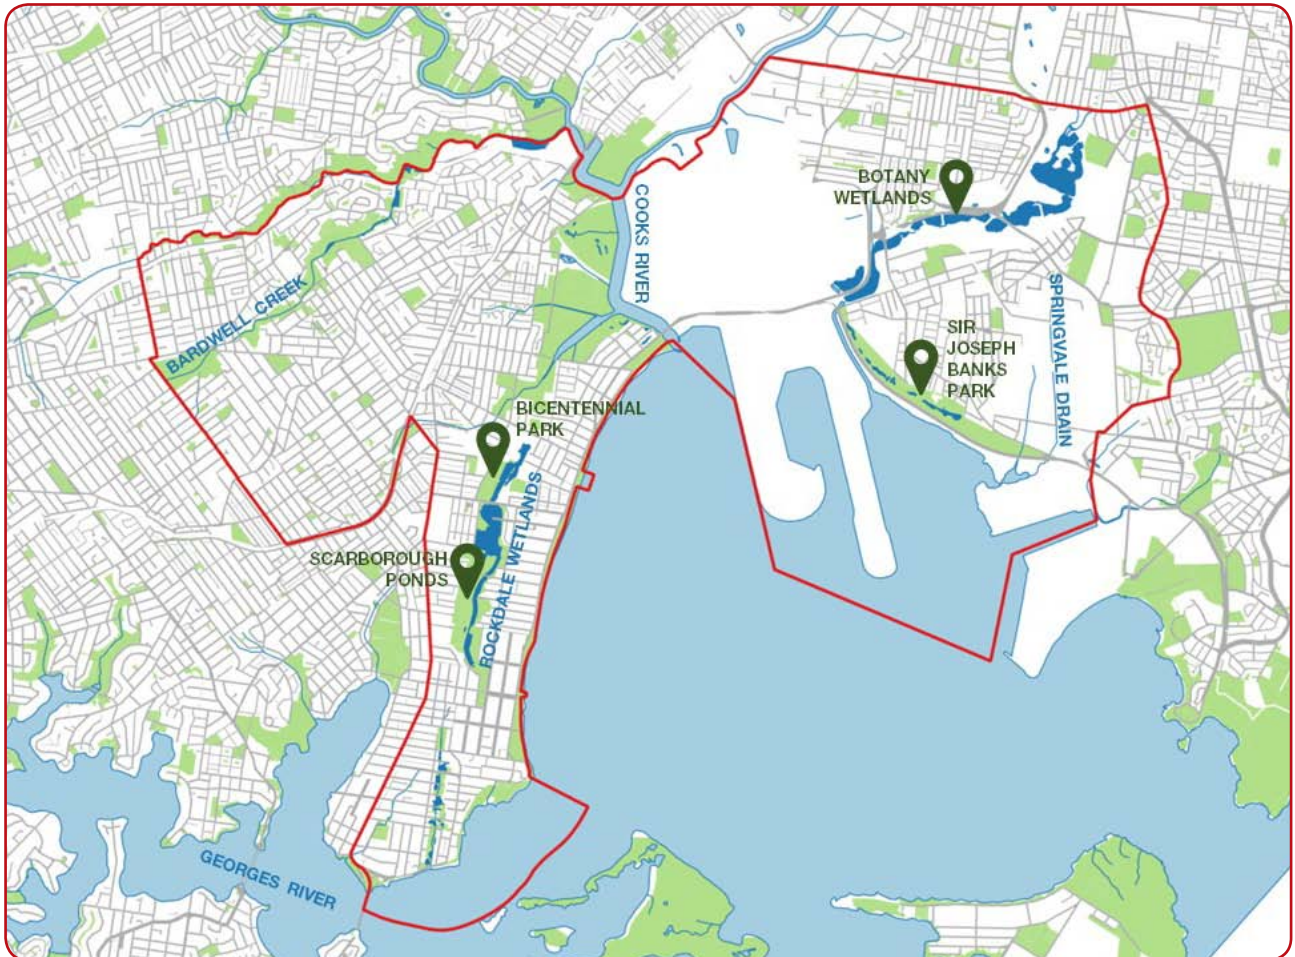 BOTANY
WETLANDS
COOKS RIVER
SPRINGVALE DRAIN
BARDWELL CREEK
SIR
JOSEPH
BANKS
PARK
BICENTENNIAL
PARK
ROCKDALE WETLANDS
SCARBOROUGH
PONDS
GEORGES RIVER